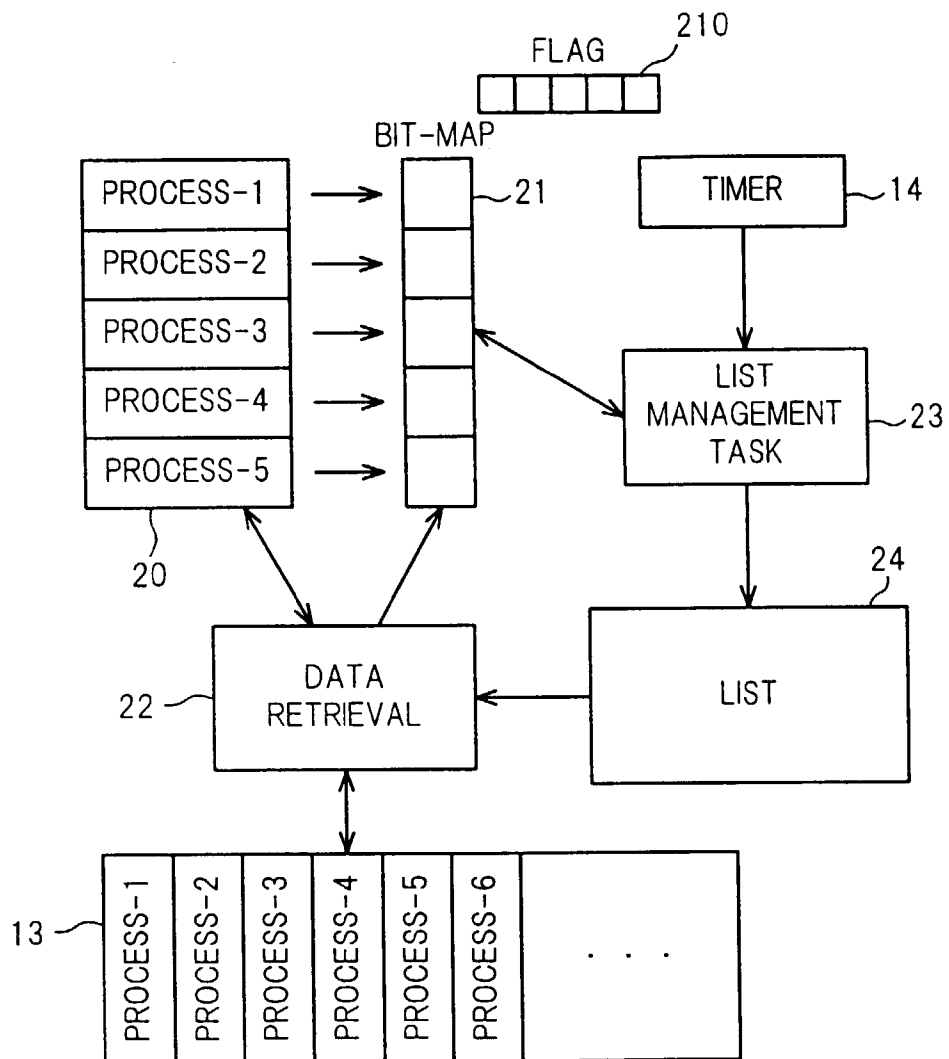 210
FLAG
BIT-MAP
PROCESS-1
PROCESS-2
PROCESS-3
PROCESS-4
PROCESS-5
20
21
TIMER
14
LIST
MANAGEMENT
TASK
23
24
LIST
DATA
RETRIEVAL
22
13
PROCESS-1
PROCESS-2
PROCESS-3
PROCESS-4
PROCESS-5
PROCESS-6
. . .